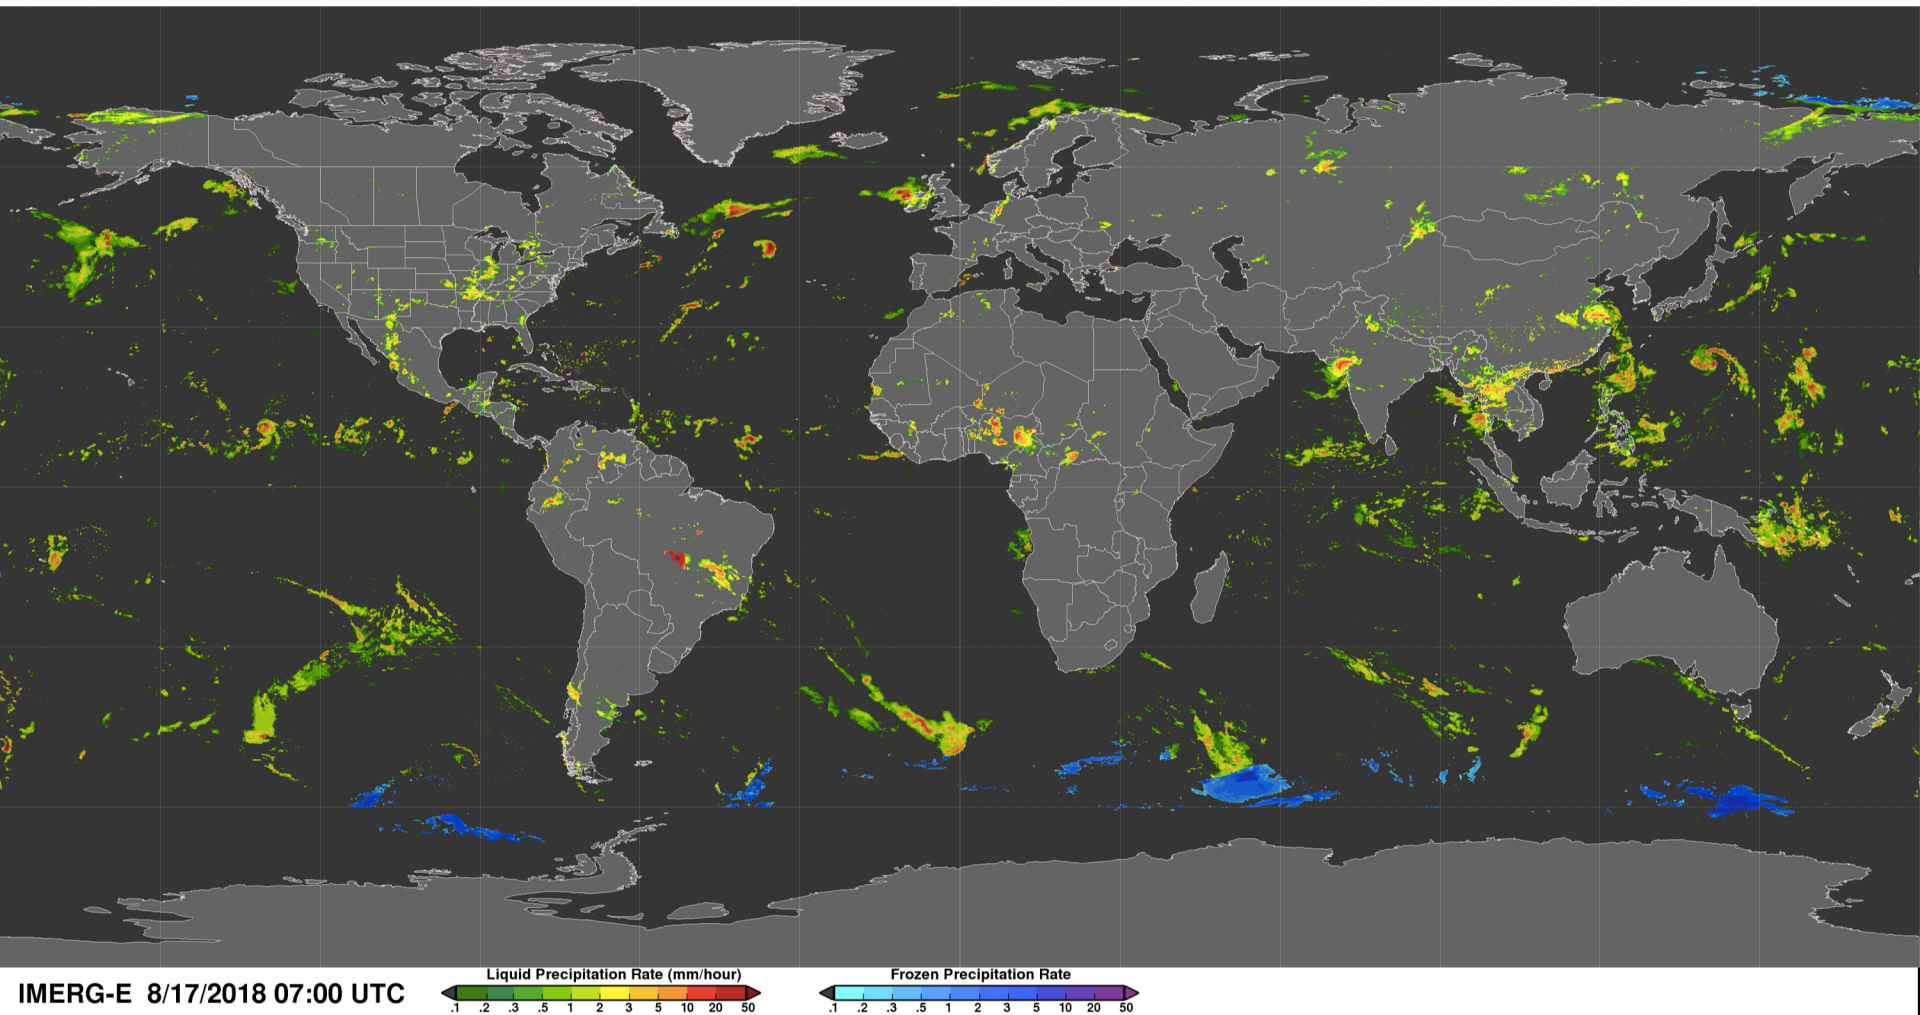 Liquid Precipitation Rate (mm/hour) Frozen Precipitation Rate
IMERG-E 8/17/2018 07:00 UTC
.1 .2 .3 .5 1 2 3 5 10 20 50 .1 .2 .3 .5 1 2 3 5 10 20 50